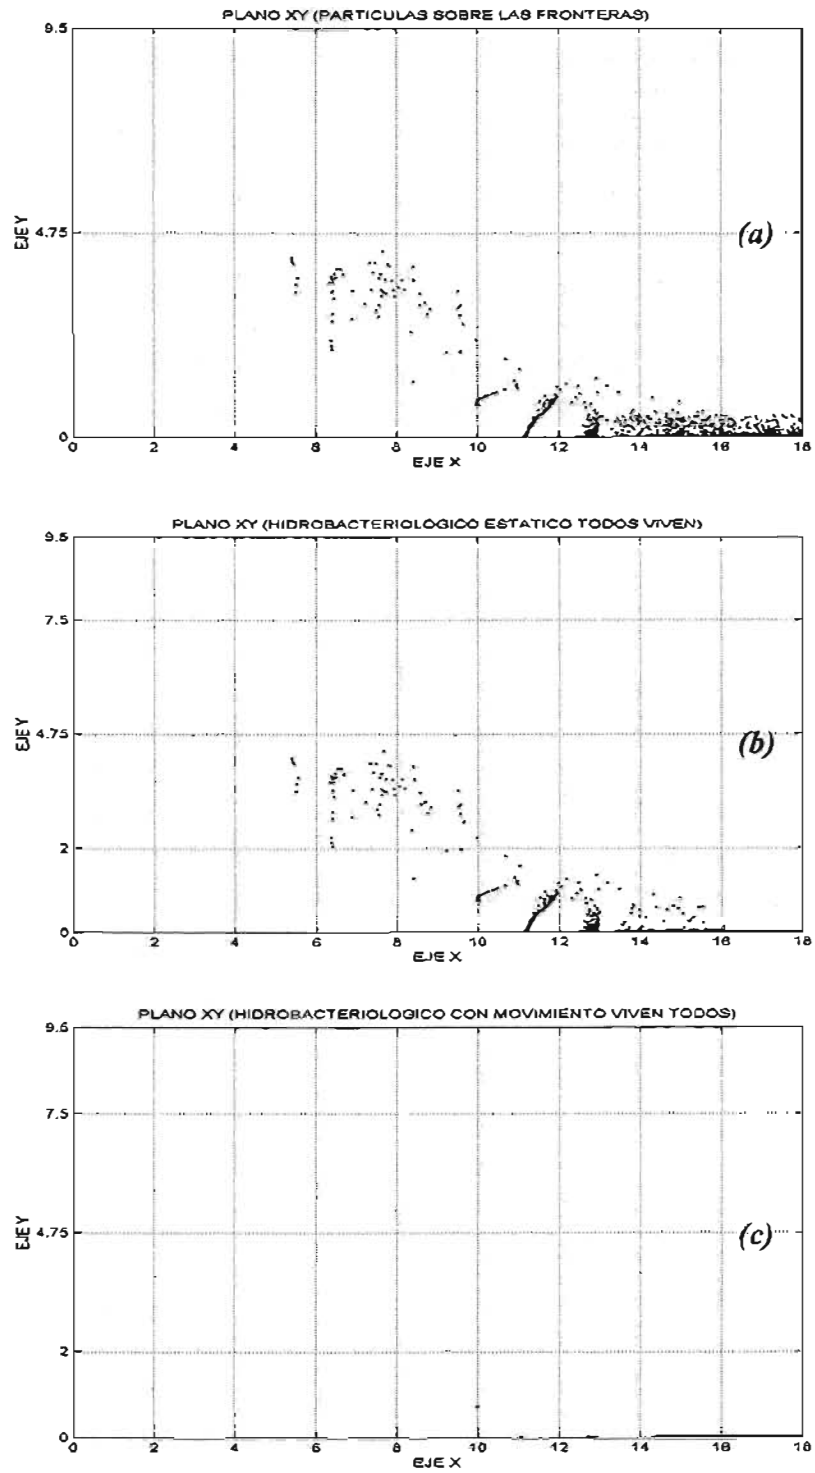 PLANO XY (PARTICULAS SOBRE LAS FRONTERAS)
9.5
4.75
0
EJE Y
(a)
0 2 4 6 8 10 12 14 16 18
EJE X
PLANO XY (HIDROBACTERIOLOGICO ESTATICO TODOS VIVEN)
9.5
7.5
4.75
2
0
EJE Y
(b)
0 2 4 6 8 10 12 14 16 18
EJE X
PLANO XY (HIDROBACTERIOLOGICO CON MOVIMIENTO VIVEN TODOS)
9.5
7.5
4.75
2
0
EJE Y
(c)
0 2 4 6 8 10 12 14 16 18
EJE X